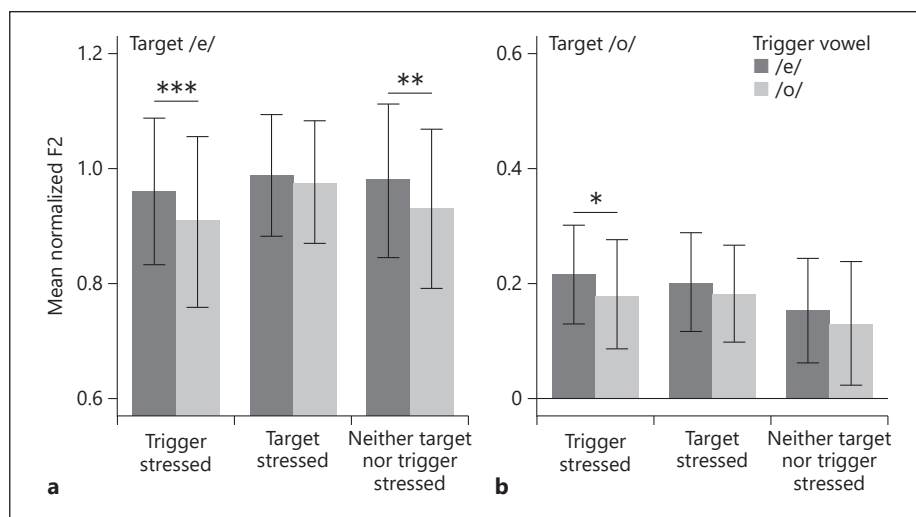 Target /e/
1.2
1.0
0.8
0.6
Mean normalized F2
***
**
Trigger
stressed
Target
stressed
Neither target
nor trigger
stressed
a
Target /o/
Trigger vowel
/e/
/o/
0.6
0.4
0.2
0
*
Trigger
stressed
Target
stressed
Neither target
nor trigger
stressed
b